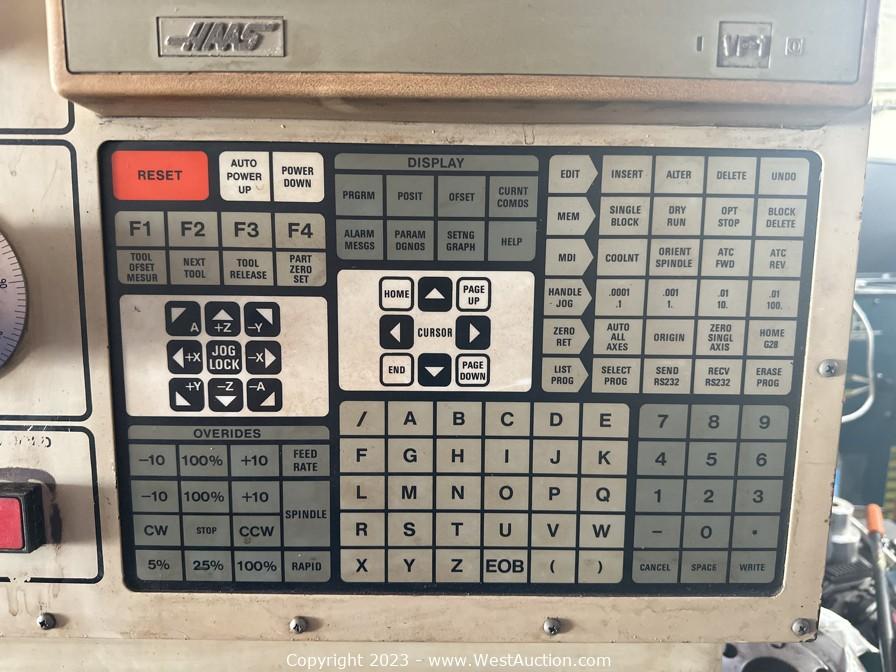 HAAS
VF-1
RESET
AUTO POWER UP
POWER DOWN
F1 F2 F3 F4
TOOL OFSET MESUR
NEXT TOOL
TOOL RELEASE
PART ZERO SET
A +Z -Y
+X JOG LOCK -X
+Y -Z -A
OVERIDES
-10 100% +10 FEED RATE
-10 100% +10
SPINDLE
CW STOP CCW
5% 25% 100% RAPID
DISPLAY
PRGRM POSIT OFSET CURNT COMDS
ALARM MESGS
PARAM DGNOS
SETNG GRAPH
HELP
HOME
PAGE UP
CURSOR
END
PAGE DOWN
EDIT INSERT ALTER DELETE UNDO
MEM SINGLE BLOCK DRY RUN OPT STOP BLOCK DELETE
MDI COOLNT ORIENT SPINDLE ATC FWD ATC REV
HANDLE JOG .0001 .1 .001 1. .01 10. .01 100.
ZERO RET AUTO ALL AXES ORIGIN ZERO SINGL AXIS HOME G28
LIST PROG SELECT PROG SEND RS232 RECV RS232 ERASE PROG
/ A B C D E
F G H I J K
L M N O P Q
R S T U V W
X Y Z EOB ( )
7 8 9
4 5 6
1 2 3
- 0 .
CANCEL SPACE WRITE
Copyright 2023 - www.WestAuction.com